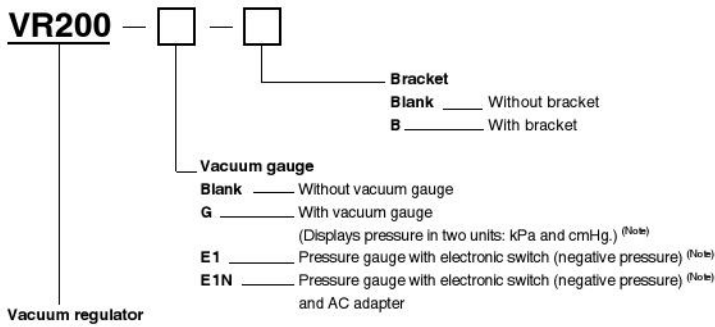 VR200 — □ — □
Bracket
Blank Without bracket
B With bracket
Vacuum gauge
Blank Without vacuum gauge
G With vacuum gauge
(Displays pressure in two units: kPa and cmHg.) (Note)
E1 Pressure gauge with electronic switch (negative pressure) (Note)
E1N Pressure gauge with electronic switch (negative pressure) (Note)
and AC adapter
Vacuum regulator